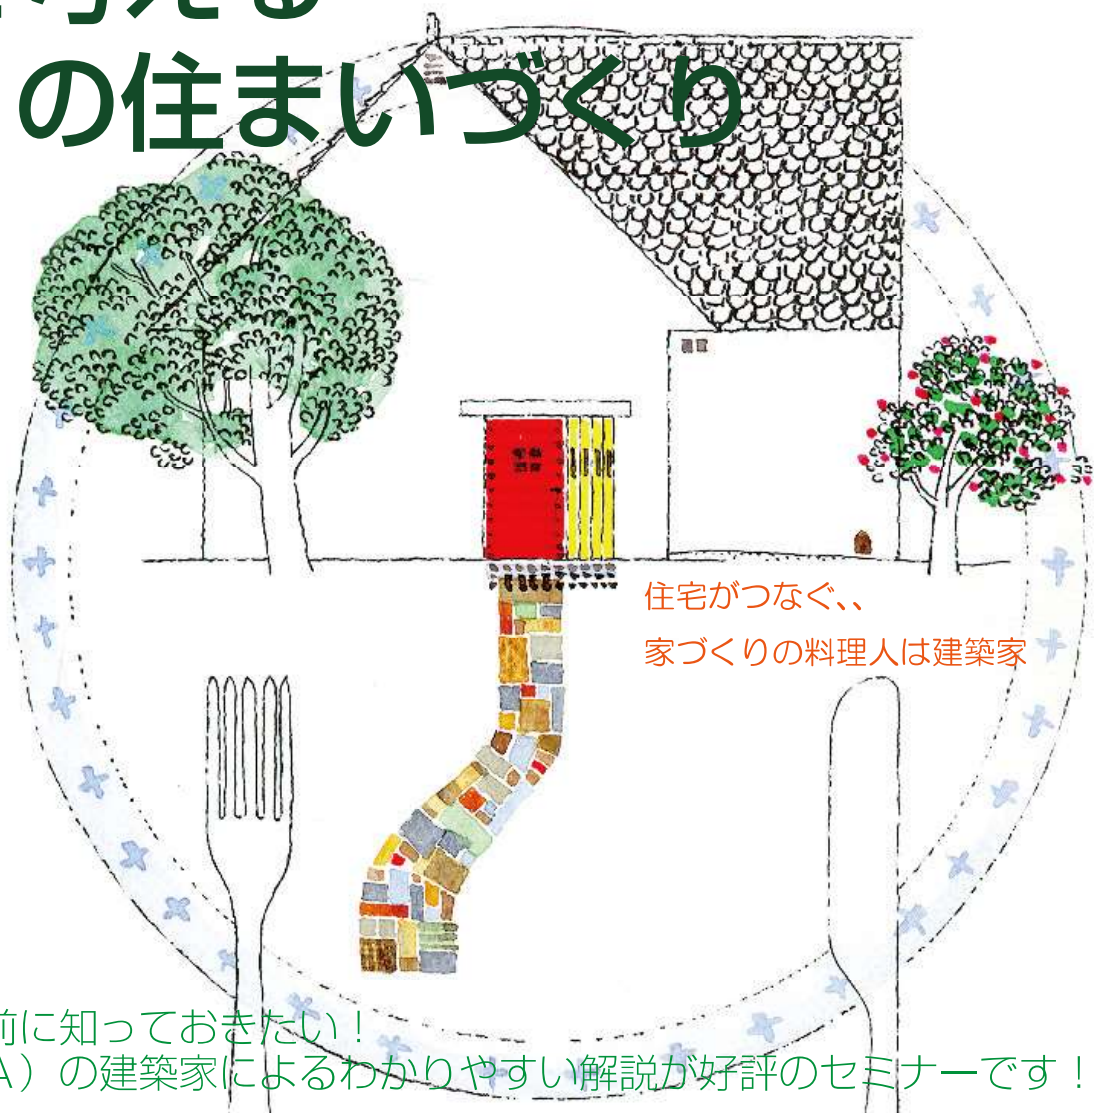 考える
の住まいづくり
住宅がつなぐ、、
家づくりの料理人は建築家
前に知っておきたい！
A）の建築家によるわかりやすい解説が好評のセミナーです！